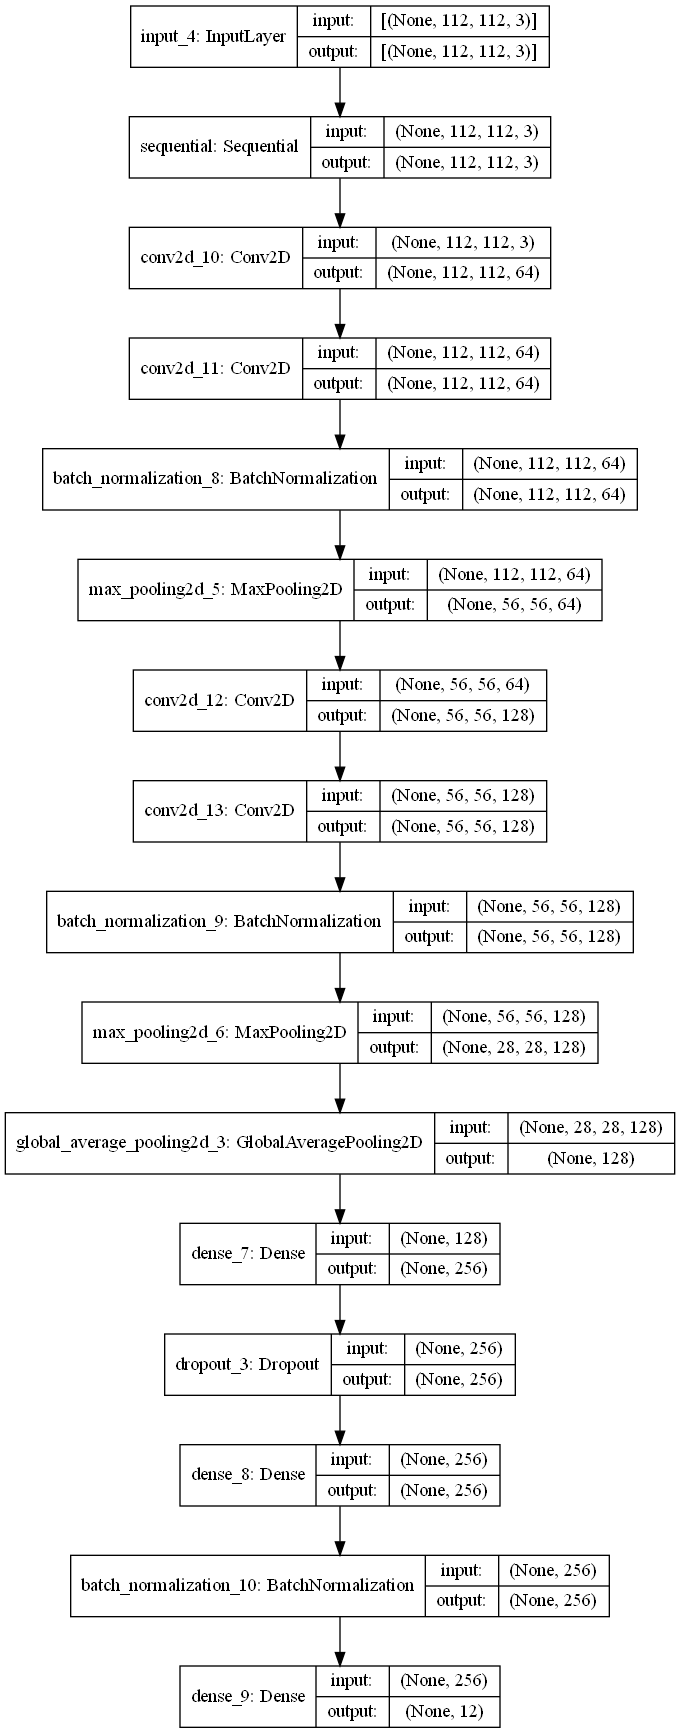 input_4: InputLayer
input: [(None, 112, 112, 3)]
output: [(None, 112, 112, 3)]
sequential: Sequential
input: (None, 112, 112, 3)
output: (None, 112, 112, 3)
conv2d_10: Conv2D
input: (None, 112, 112, 3)
output: (None, 112, 112, 64)
conv2d_11: Conv2D
input: (None, 112, 112, 64)
output: (None, 112, 112, 64)
batch_normalization_8: BatchNormalization
input: (None, 112, 112, 64)
output: (None, 112, 112, 64)
max_pooling2d_5: MaxPooling2D
input: (None, 112, 112, 64)
output: (None, 56, 56, 64)
conv2d_12: Conv2D
input: (None, 56, 56, 64)
output: (None, 56, 56, 128)
conv2d_13: Conv2D
input: (None, 56, 56, 128)
output: (None, 56, 56, 128)
batch_normalization_9: BatchNormalization
input: (None, 56, 56, 128)
output: (None, 56, 56, 128)
max_pooling2d_6: MaxPooling2D
input: (None, 56, 56, 128)
output: (None, 28, 28, 128)
global_average_pooling2d_3: GlobalAveragePooling2D
input: (None, 28, 28, 128)
output: (None, 128)
dense_7: Dense
input: (None, 128)
output: (None, 256)
dropout_3: Dropout
input: (None, 256)
output: (None, 256)
dense_8: Dense
input: (None, 256)
output: (None, 256)
batch_normalization_10: BatchNormalization
input: (None, 256)
output: (None, 256)
dense_9: Dense
input: (None, 256)
output: (None, 12)